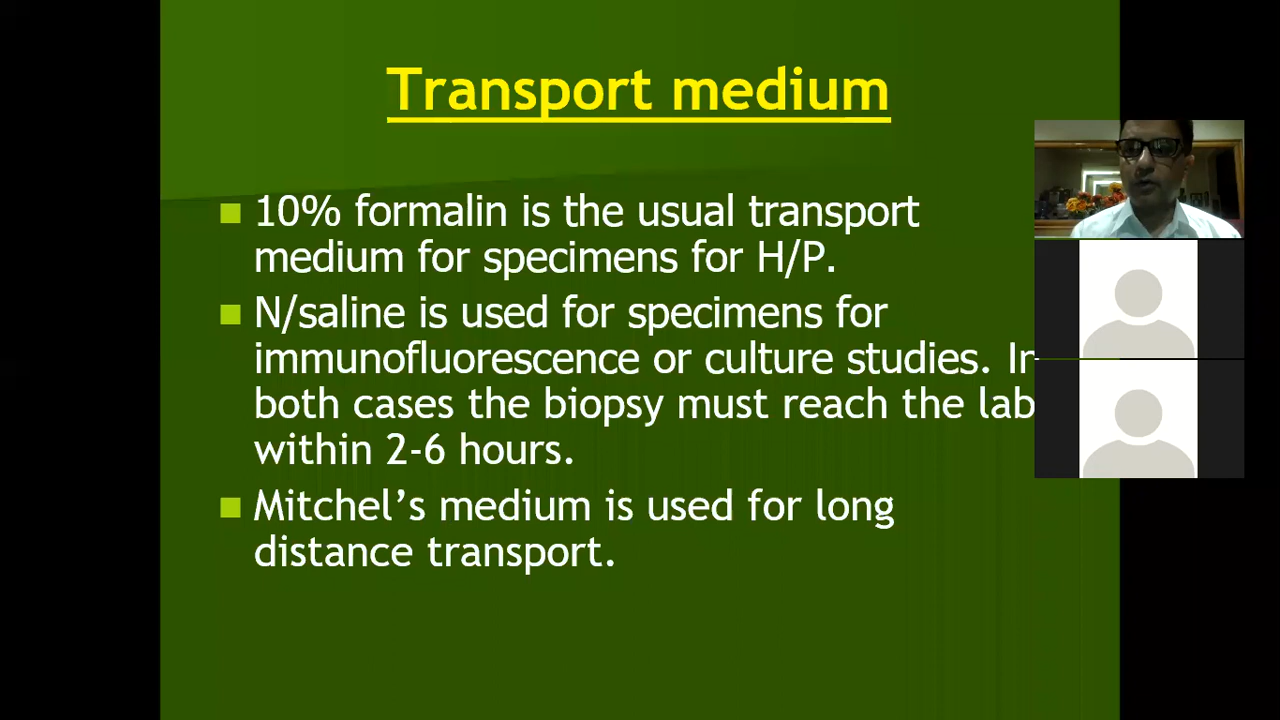 Transport medium
10% formalin is the usual transport
medium for specimens for H/P.
N/saline is used for specimens for
immunofluorescence or culture studies. In
both cases the biopsy must reach the lab
within 2-6 hours.
Mitchel’s medium is used for long
distance transport.